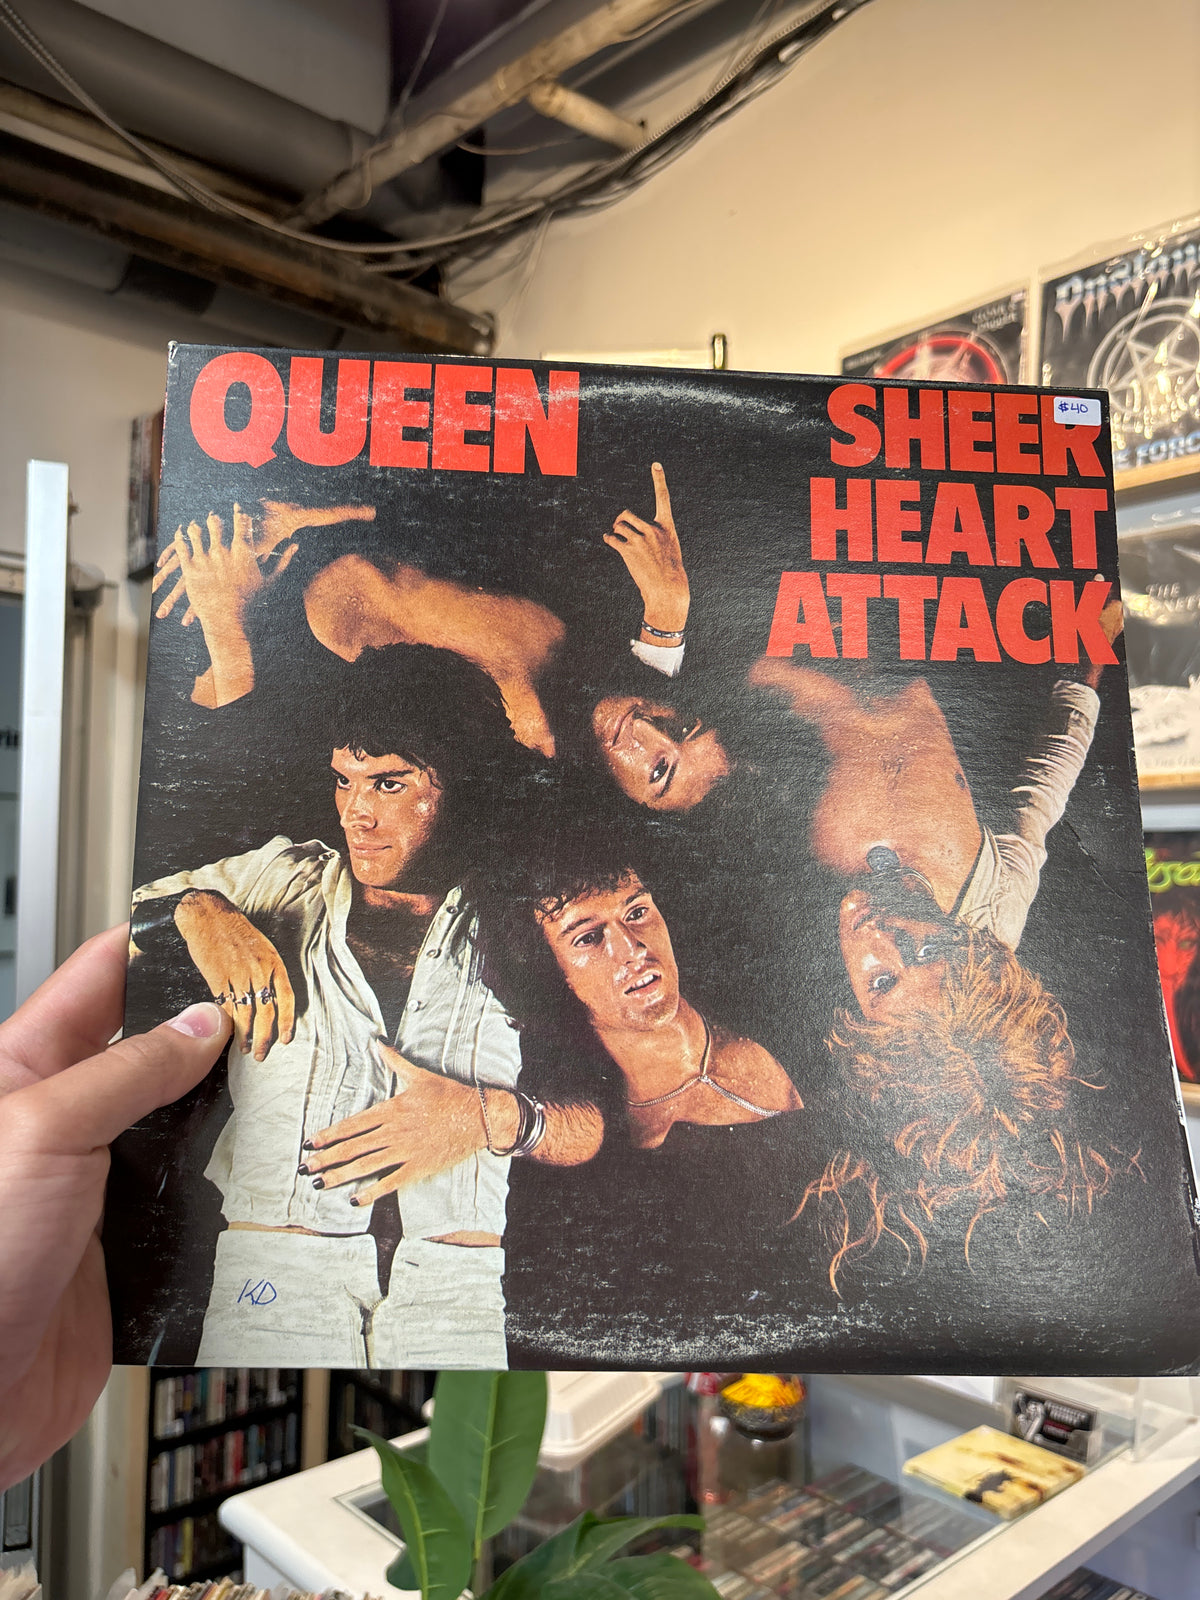 QUEEN
SHEER
HEART
ATTACK
$40
KD